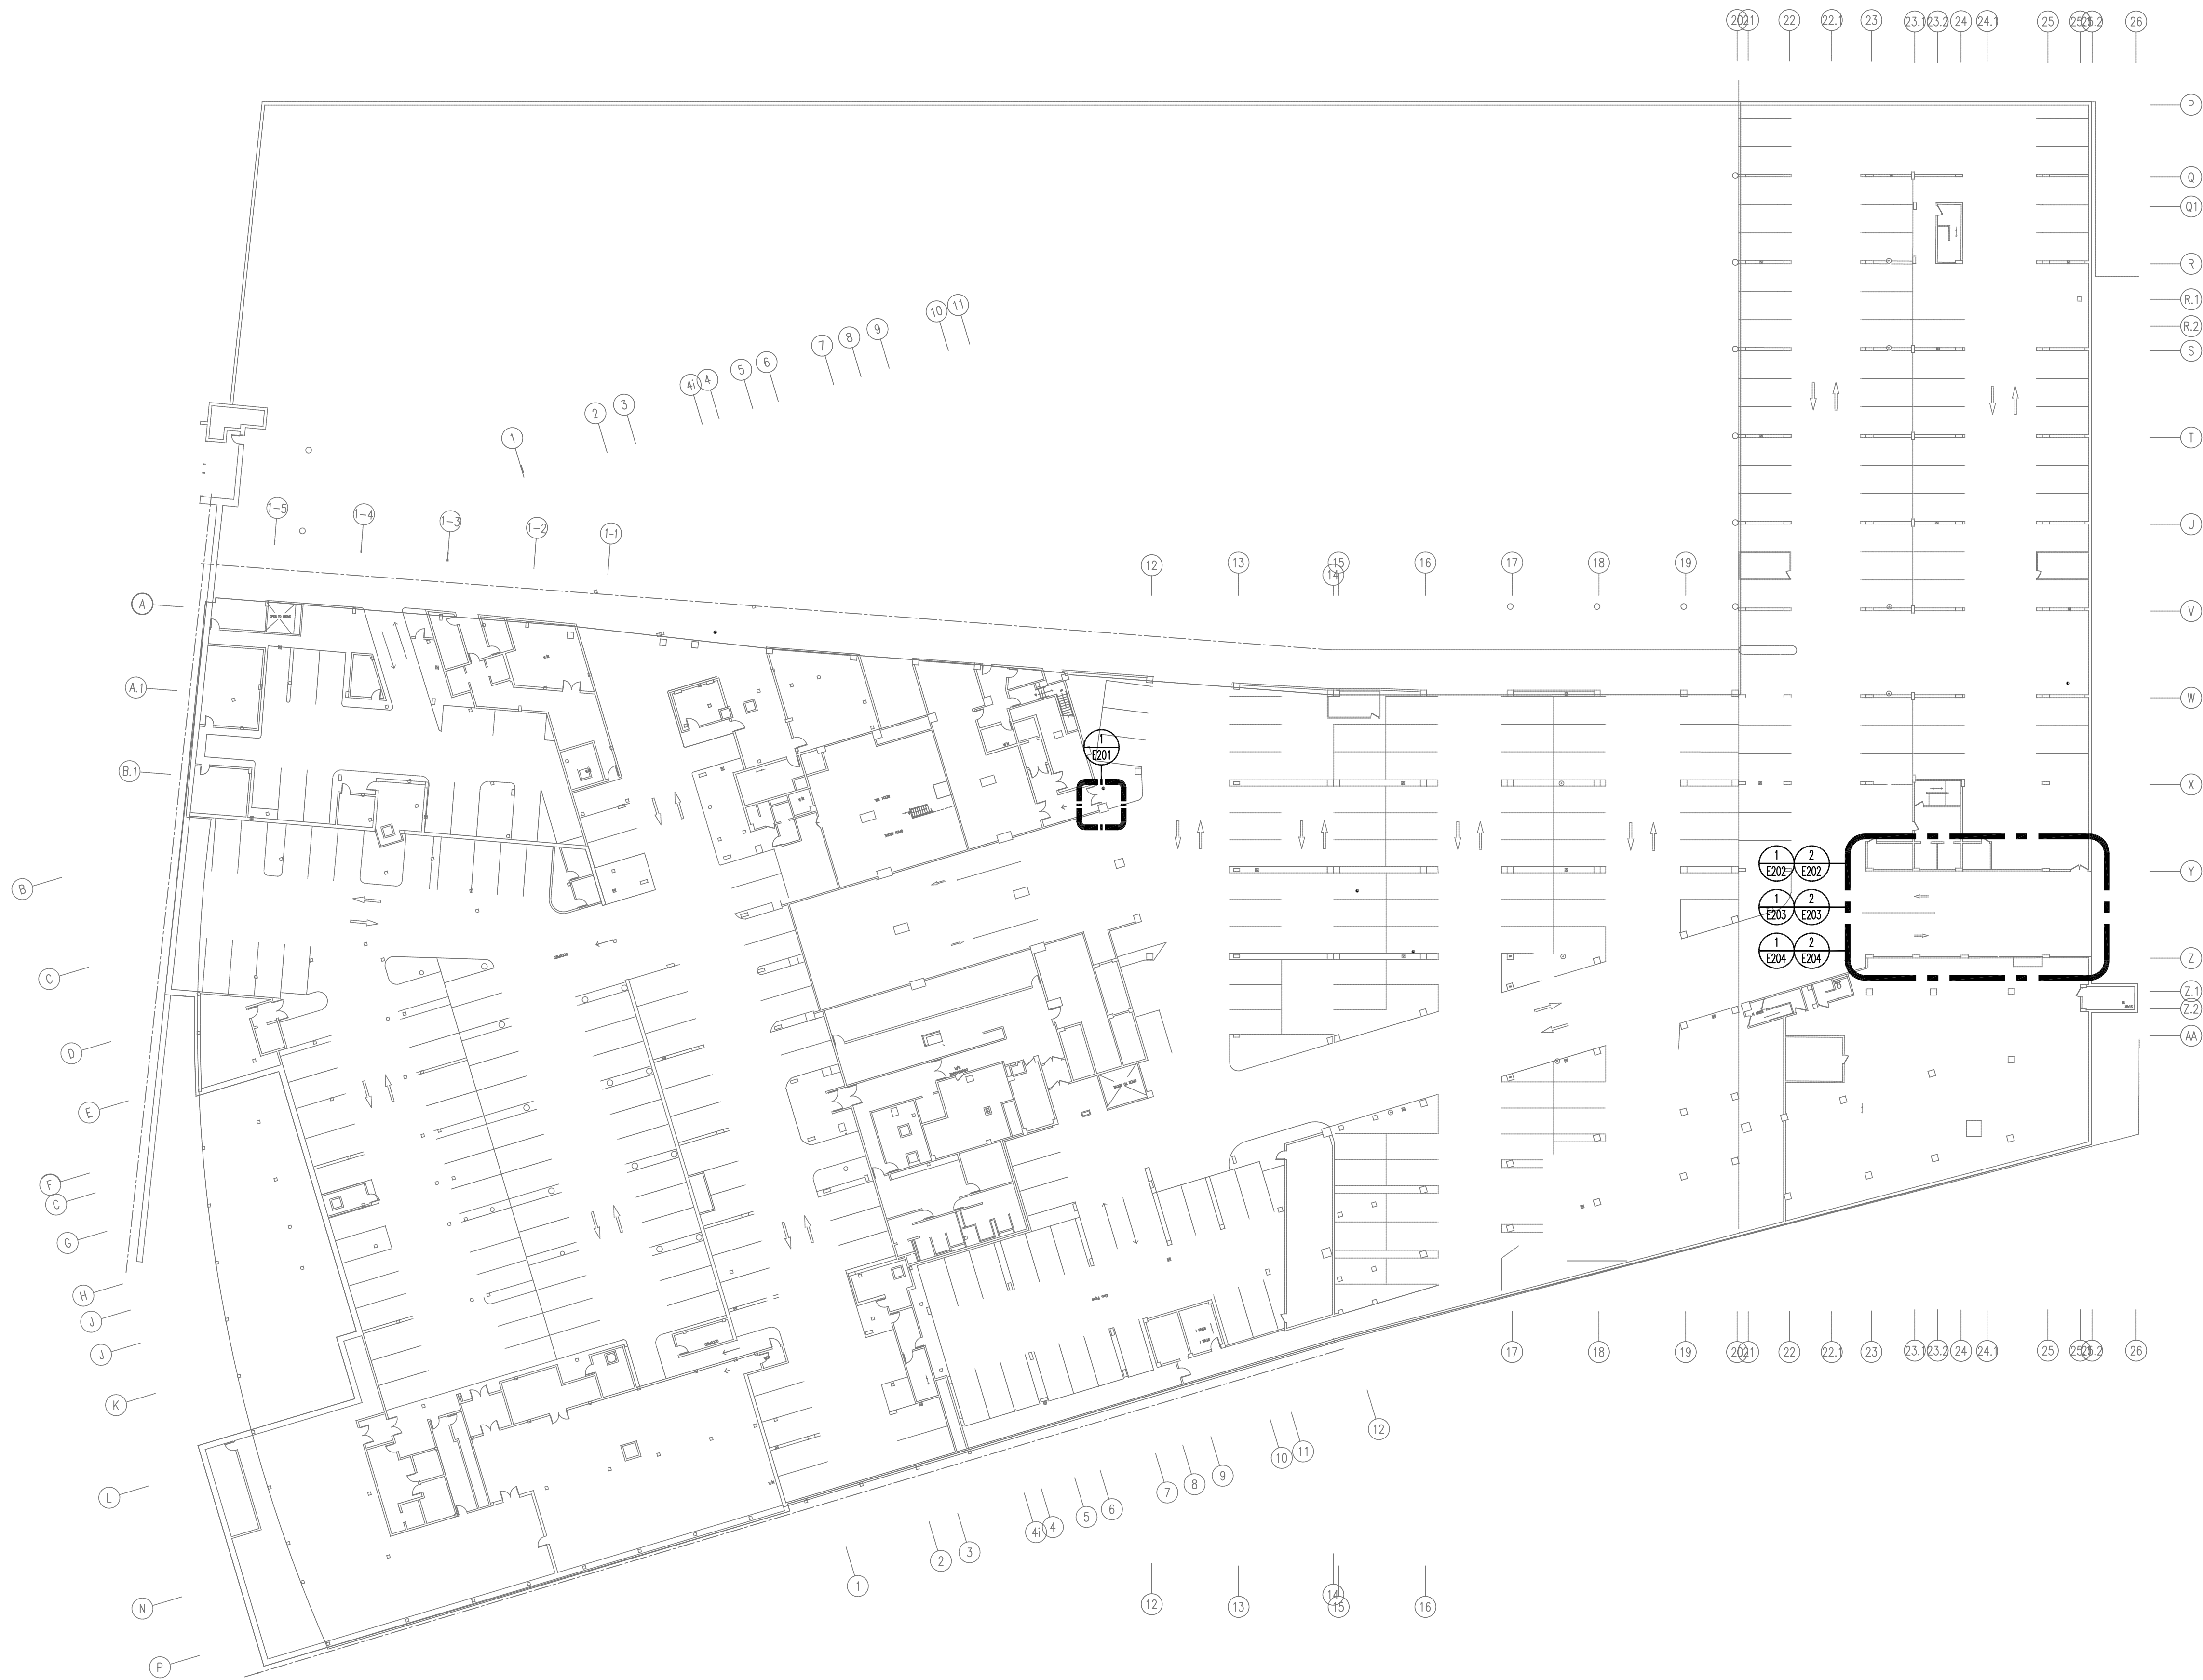 20
21
22
22.1
23
23.1
23.2
24
24.1
25
25.1
25.2
26
P
Q
Q1
R
R.1
R.2
S
T
U
V
W
X
Y
Z
Z.1
Z.2
AA
1
2
3
4i
4
5
6
7
8
9
10
11
1-5
1-4
1-3
1-2
1-1
12
13
14
15
16
17
18
19
A
A.1
B.1
B
C
D
E
F
C
G
H
J
J
K
L
N
P
OPEN TO ABOVE
1
E201
1
E202
2
E202
1
E203
2
E203
1
E204
2
E204
17
18
19
20
21
22
22.1
23
23.1
23.2
24
24.1
25
25.2
26
12
11
10
9
8
7
6
5
4
4i
3
2
1
12
13
14
15
16